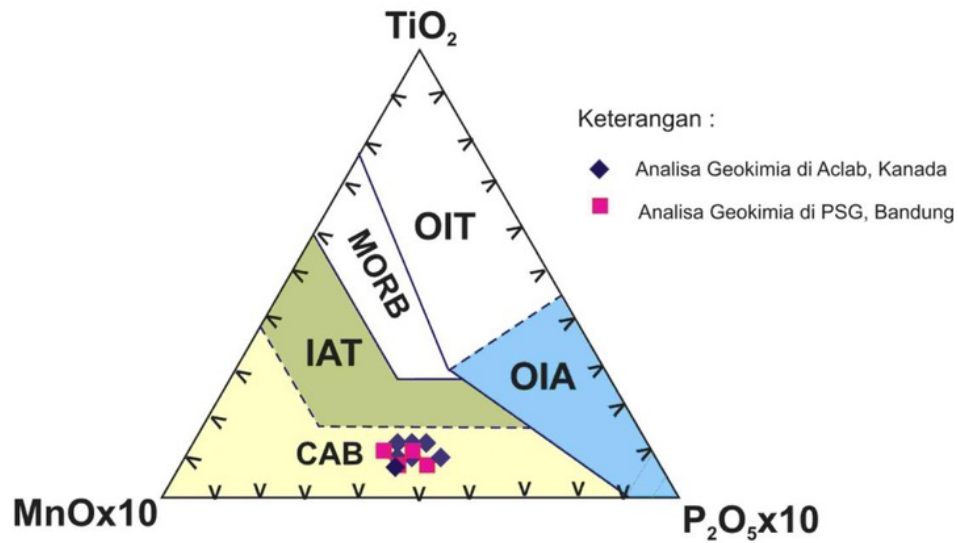 TiO₂
Keterangan :
Analisa Geokimia di Aclab, Kanada
Analisa Geokimia di PSG, Bandung
OIT
MORB
IAT
OIA
CAB
MnOx10
P₂O₅x10